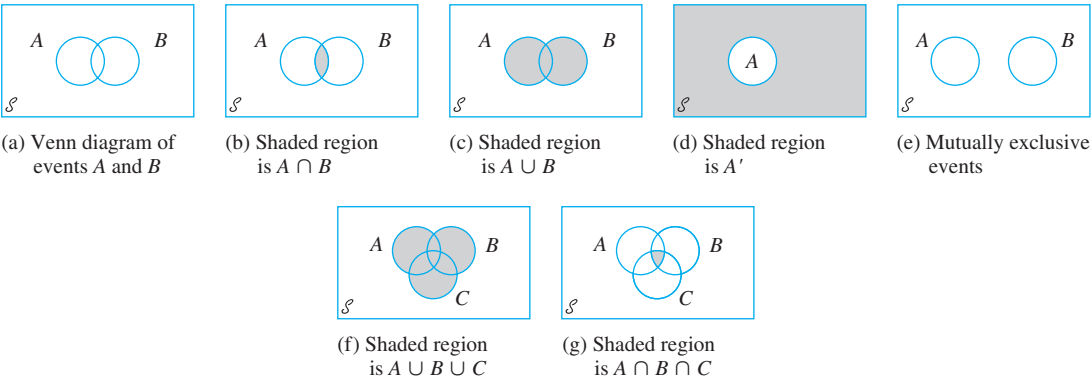 A B
𝒮
(a) Venn diagram of
events A and B
A B
𝒮
(b) Shaded region
is A ∩ B
A B
𝒮
(c) Shaded region
is A ∪ B
A
𝒮
(d) Shaded region
is A′
A B
𝒮
(e) Mutually exclusive
events
A B
C
𝒮
(f) Shaded region
is A ∪ B ∪ C
A B
C
𝒮
(g) Shaded region
is A ∩ B ∩ C